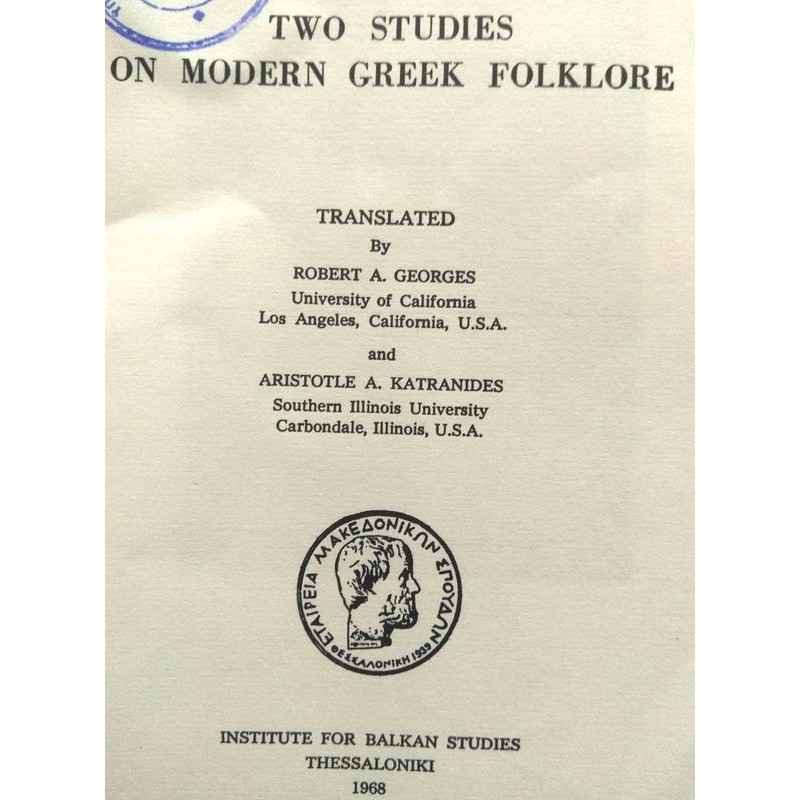 TWO STUDIES
ON MODERN GREEK FOLKLORE
TRANSLATED
By
ROBERT A. GEORGES
University of California
Los Angeles, California, U.S.A.
and
ARISTOTLE A. KATRANIDES
Southern Illinois University
Carbondale, Illinois, U.S.A.
ΕΤΑΙΡΕΙΑ ΜΑΚΕΔΟΝΙΚΩΝ ΣΠΟΥΔΩΝ
ΘΕΣΣΑΛΟΝΙΚΗ 1939
INSTITUTE FOR BALKAN STUDIES
THESSALONIKI
1968